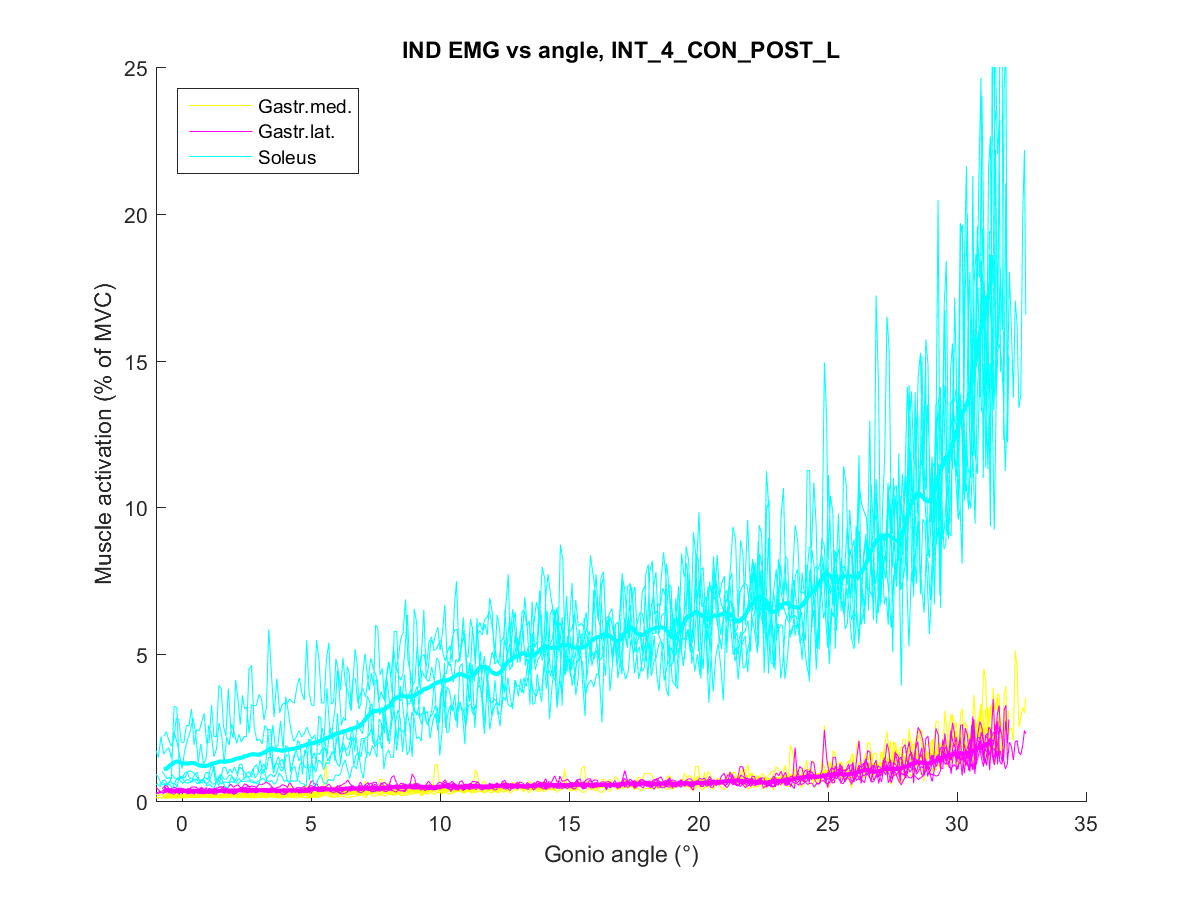 IND EMG vs angle, INT_4_CON_POST_L
25
20
15
10
5
0
Gastr.med.
Gastr.lat.
Soleus
Muscle activation (% of MVC)
0 5 10 15 20 25 30 35
Gonio angle (°)